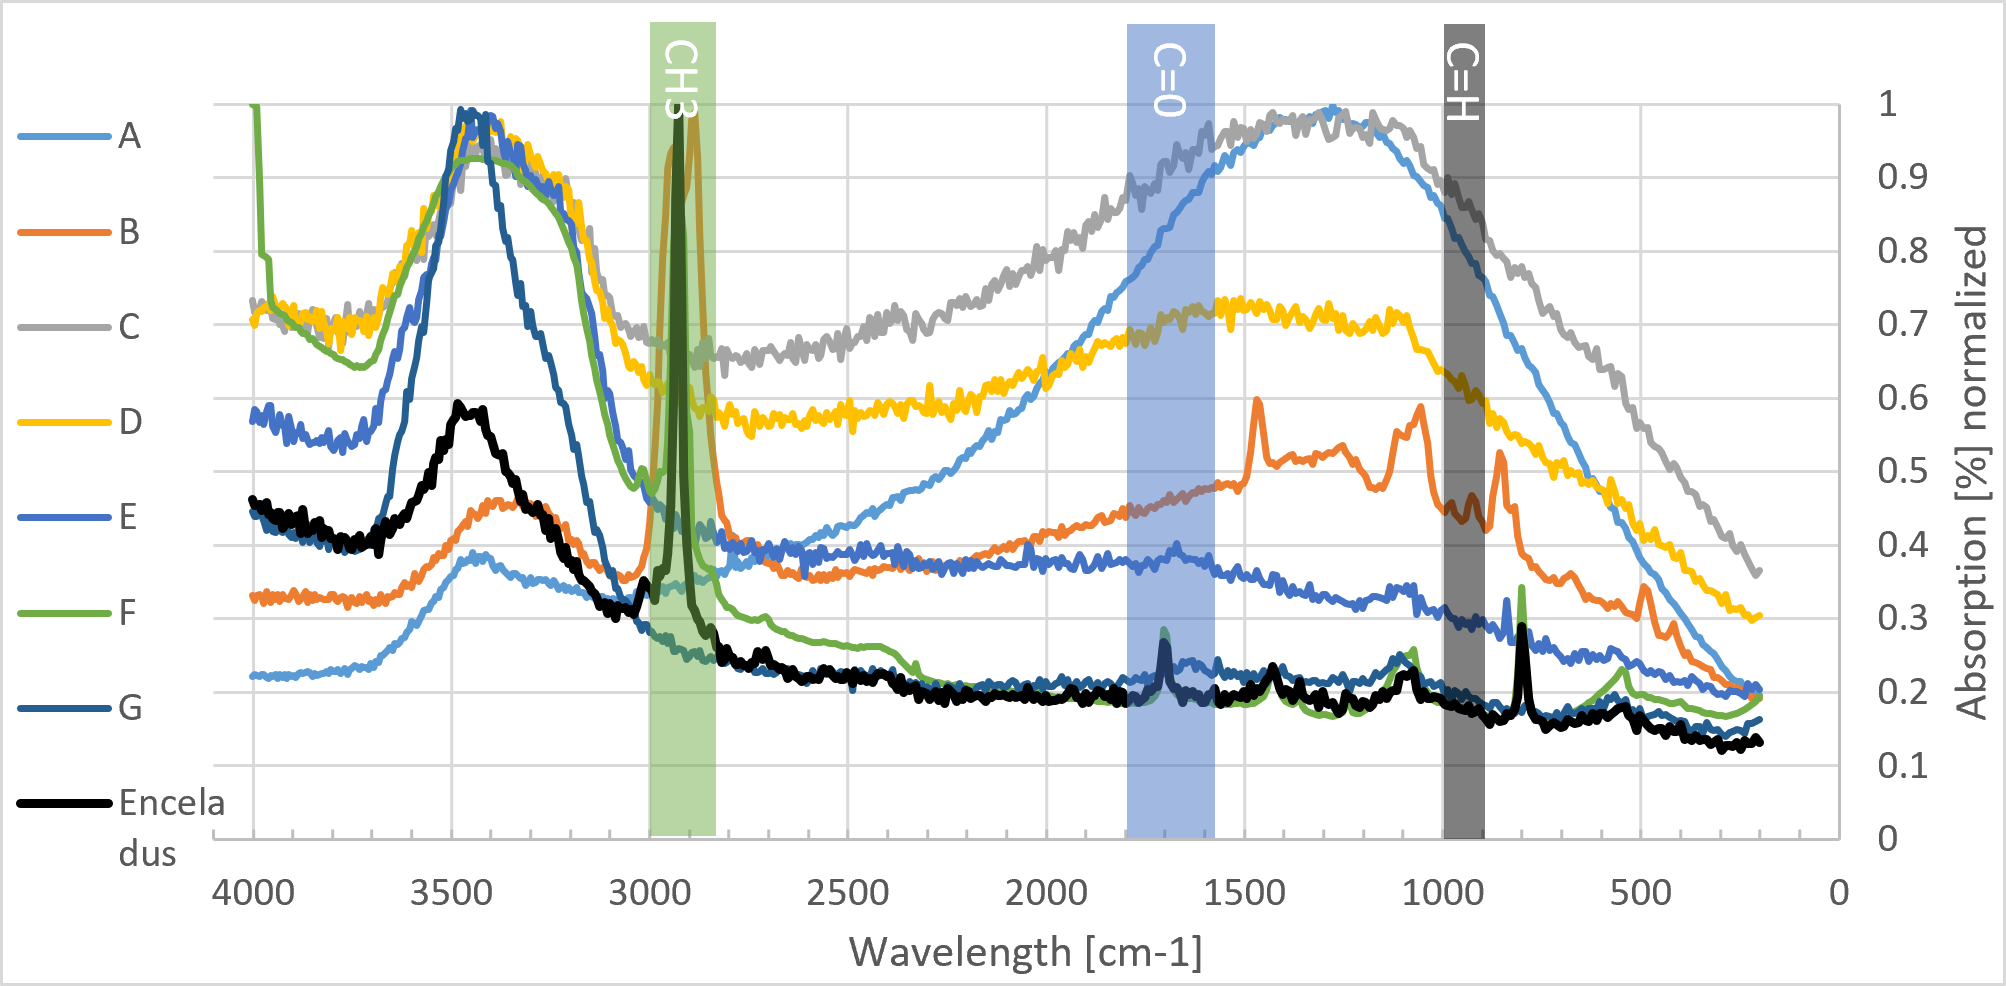 A
B
C
D
E
F
G
Encela
dus
CH3
C=0
C=H
1
0.9
0.8
0.7
0.6
0.5
0.4
0.3
0.2
0.1
0
Absorption [%] normalized
4000 3500 3000 2500 2000 1500 1000 500 0
Wavelength [cm-1]